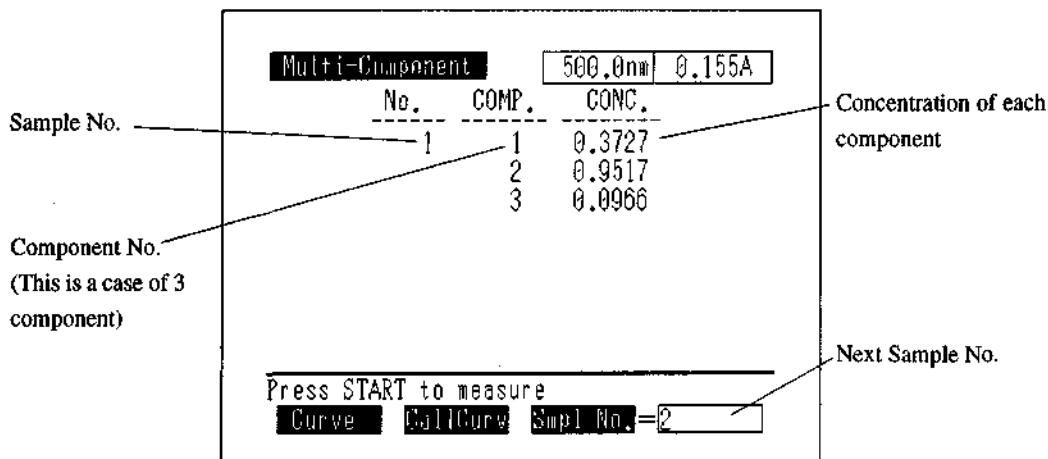 Multi-Component 500.0nm 0.155A
No. COMP. CONC.
Sample No.
1 1 0.3727
2 0.9517
3 0.0966
Concentration of each
component
Component No.
(This is a case of 3
component)
Next Sample No.
Press START to measure
Curve CallCurv Smpl No.=2